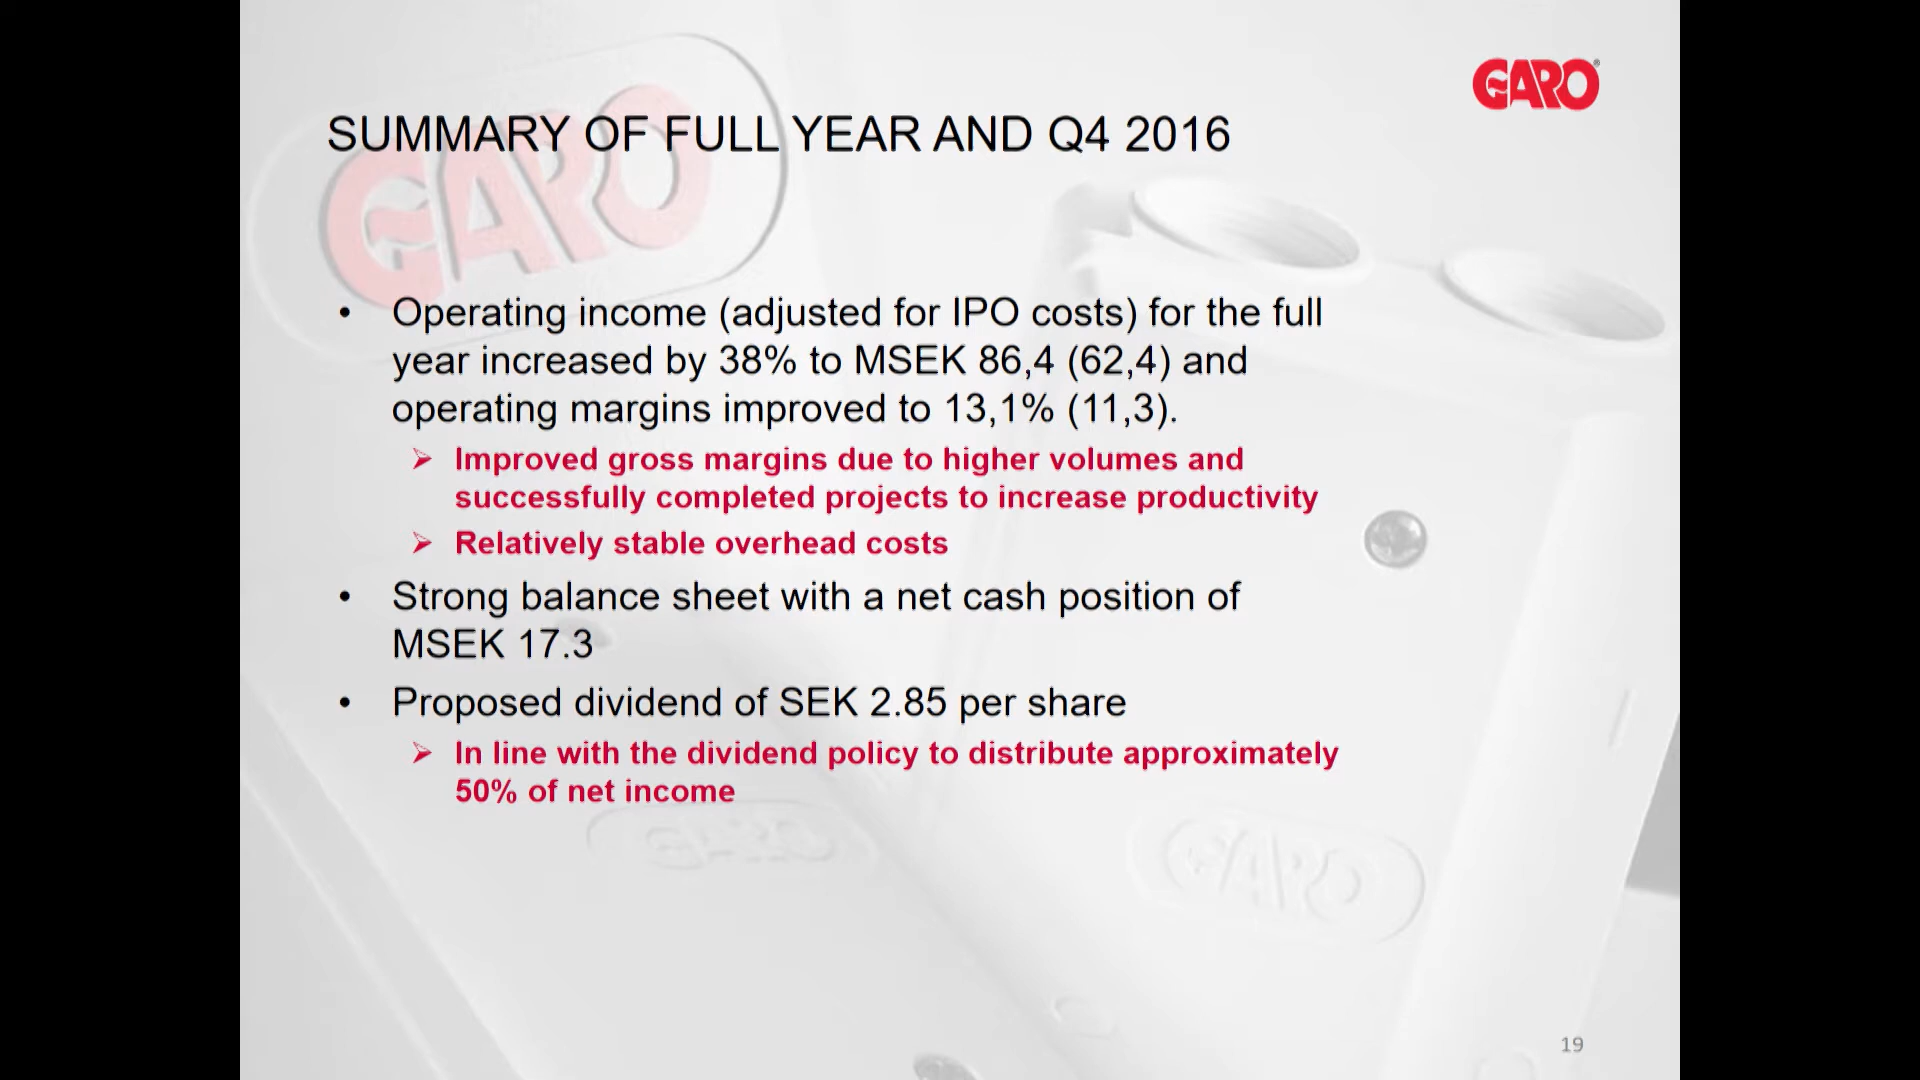 GARO®
SUMMARY OF FULL YEAR AND Q4 2016
GARO
• Operating income (adjusted for IPO costs) for the full
year increased by 38% to MSEK 86,4 (62,4) and
operating margins improved to 13,1% (11,3).
➢ Improved gross margins due to higher volumes and
successfully completed projects to increase productivity
➢ Relatively stable overhead costs
• Strong balance sheet with a net cash position of
MSEK 17.3
• Proposed dividend of SEK 2.85 per share
➢ In line with the dividend policy to distribute approximately
50% of net income
GARO
GARO
19